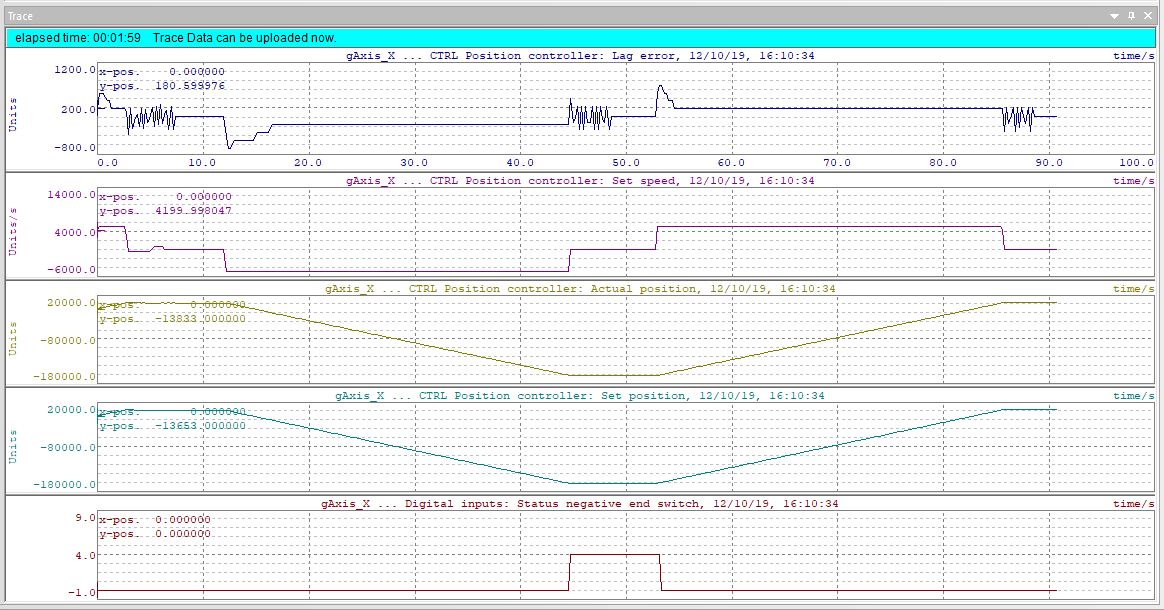 Trace
elapsed time: 00:01:59    Trace Data can be uploaded now.
gAxis_X ... CTRL Position controller: Lag error, 12/10/19, 16:10:34 time/s
1200.0
x-pos. 0.000000
y-pos. 180.599976
Units
200.0
-800.0
0.0 10.0 20.0 30.0 40.0 50.0 60.0 70.0 80.0 90.0 100.0
gAxis_X ... CTRL Position controller: Set speed, 12/10/19, 16:10:34 time/s
14000.0
x-pos. 0.000000
y-pos. 4199.998047
Units/s
4000.0
-6000.0
gAxis_X ... CTRL Position controller: Actual position, 12/10/19, 16:10:34 time/s
20000.0
x-pos. 0.000000
y-pos. -13833.000000
Units
-80000.0
-180000.0
gAxis_X ... CTRL Position controller: Set position, 12/10/19, 16:10:34 time/s
20000.0
x-pos. 0.000000
y-pos. -13653.000000
Units
-80000.0
-180000.0
gAxis_X ... Digital inputs: Status negative end switch, 12/10/19, 16:10:34 time/s
9.0
x-pos. 0.000000
y-pos. 0.000000
4.0
-1.0